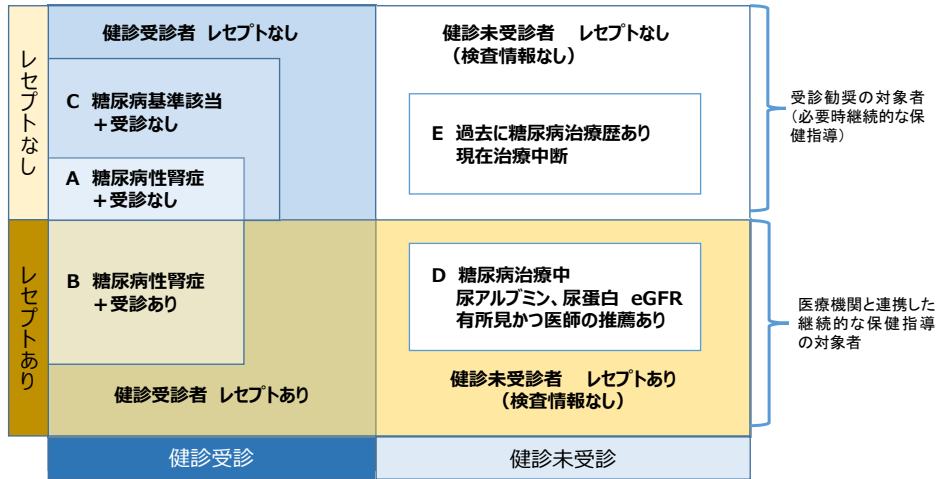 レセプトなし
健診受診者 レセプトなし
C 糖尿病基準該当
＋受診なし
A 糖尿病性腎症
＋受診なし
健診未受診者 レセプトなし
（検査情報なし）
E 過去に糖尿病治療歴あり
現在治療中断
受診勧奨の対象者
（必要時継続的な保
健指導）
レセプトあり
B 糖尿病性腎症
＋受診あり
健診受診者 レセプトあり
D 糖尿病治療中
尿アルブミン、尿蛋白 eGFR
有所見かつ医師の推薦あり
健診未受診者 レセプトあり
（検査情報なし）
医療機関と連携した
継続的な保健指導
の対象者
健診受診
健診未受診